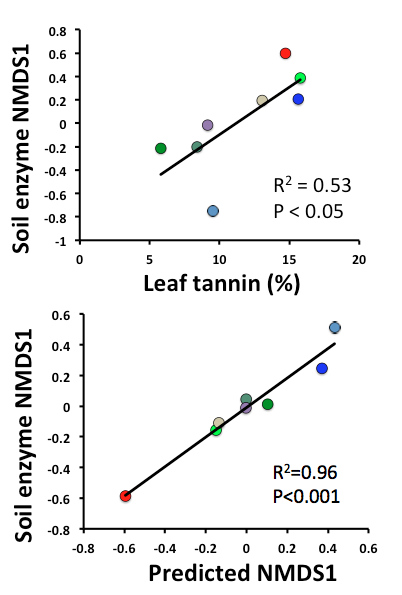 Soil enzyme NMDS1
0.8
0.6
0.4
0.2
0
-0.2
-0.4
-0.6
-0.8
-1
0 5 10 15 20
R² = 0.53
P < 0.05
Leaf tannin (%)
Soil enzyme NMDS1
0.6
0.4
0.2
0
-0.2
-0.4
-0.6
-0.8
-0.8 -0.6 -0.4 -0.2 0 0.2 0.4 0.6
R²=0.96
P<0.001
Predicted NMDS1